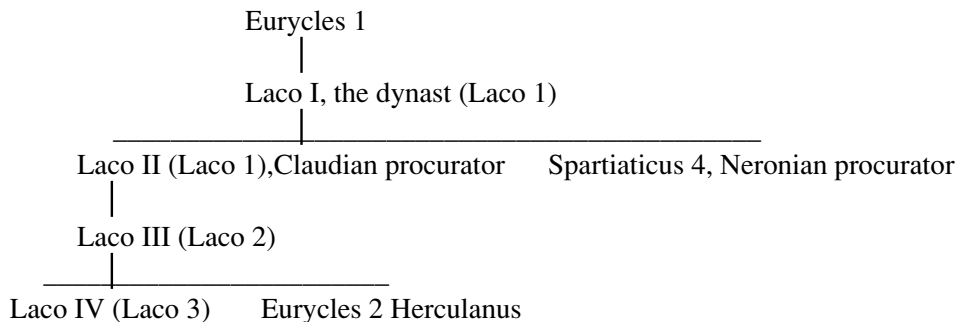 Eurycles 1
Laco I, the dynast (Laco 1)
Laco II (Laco 1),Claudian procurator Spartiaticus 4, Neronian procurator
Laco III (Laco 2)
Laco IV (Laco 3) Eurycles 2 Herculanus